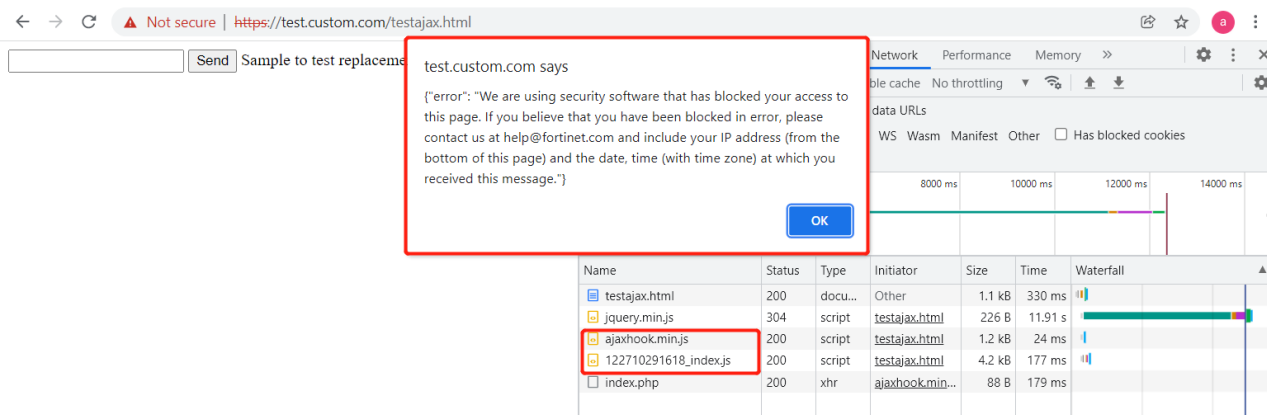 Not secure | https://test.custom.com/testajax.html
a
Send Sample to test replaceme
test.custom.com says
{"error": "We are using security software that has blocked your access to
this page. If you believe that you have been blocked in error, please
contact us at help@fortinet.com and include your IP address (from the
bottom of this page) and the date, time (with time zone) at which you
received this message."}
OK
Network Performance Memory »
ble cache No throttling
data URLs
WS Wasm Manifest Other Has blocked cookies
8000 ms 10000 ms 12000 ms 14000 ms
Name Status Type Initiator Size Time Waterfall
testajax.html 200 docu... Other 1.1 kB 330 ms
jquery.min.js 304 script testajax.html 226 B 11.91 s
ajaxhook.min.js 200 script testajax.html 1.2 kB 24 ms
122710291618_index.js 200 script testajax.html 4.2 kB 177 ms
index.php 200 xhr ajaxhook.min... 88 B 179 ms